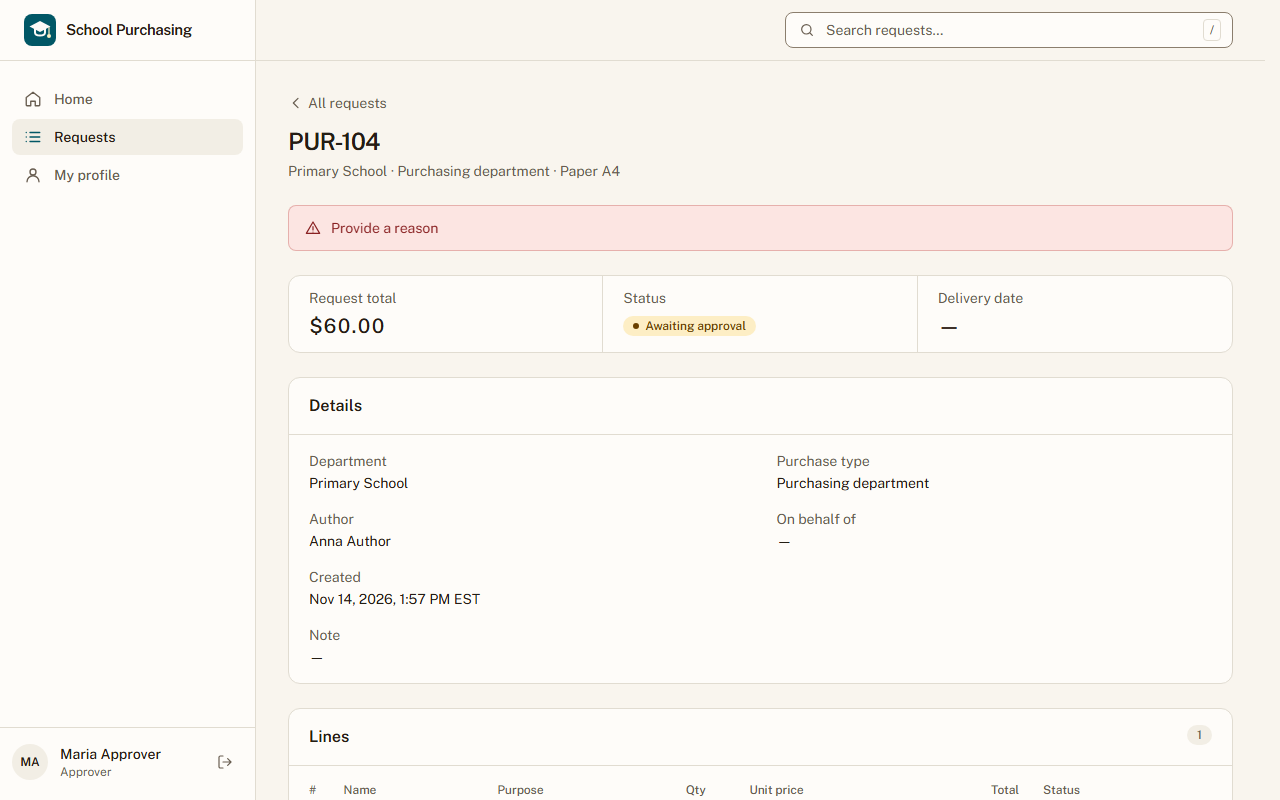 School Purchasing
Search requests... /
Home
Requests
My profile
All requests
PUR-104
Primary School · Purchasing department · Paper A4
Provide a reason
Request total
$60.00
Status
Awaiting approval
Delivery date
—
Details
Department
Primary School
Purchase type
Purchasing department
Author
Anna Author
On behalf of
—
Created
Nov 14, 2026, 1:57 PM EST
Note
—
Lines 1
# Name Purpose Qty Unit price Total Status
MA
Maria Approver
Approver